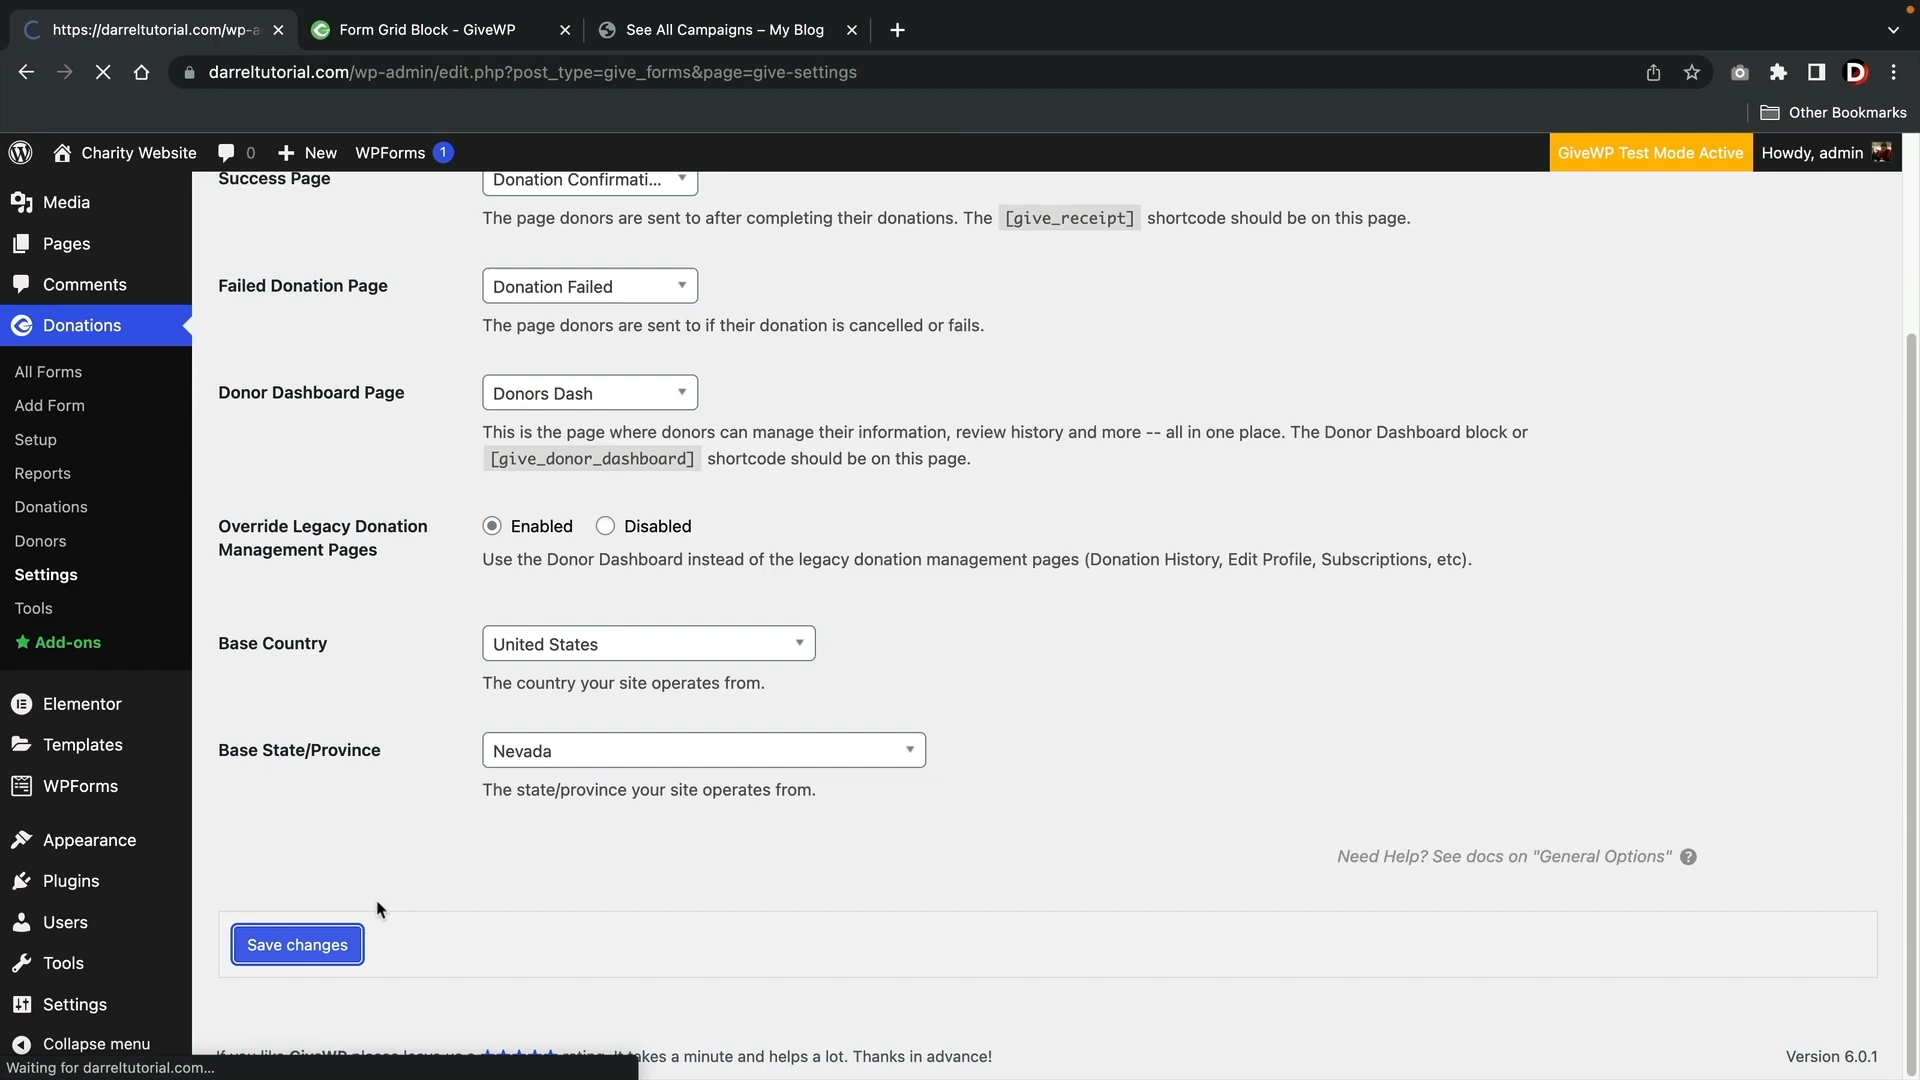 https://darreltutorial.com/wp-a
Form Grid Block - GiveWP
See All Campaigns – My Blog
darreltutorial.com/wp-admin/edit.php?post_type=give_forms&page=give-settings
D
Other Bookmarks
Charity Website
0
New
WPForms 1
GiveWP Test Mode Active
Howdy, admin
Media
Pages
Comments
Donations
All Forms
Add Form
Setup
Reports
Donations
Donors
Settings
Tools
Add-ons
Elementor
Templates
WPForms
Appearance
Plugins
Users
Tools
Settings
Collapse menu
Success Page
Donation Confirmati...
The page donors are sent to after completing their donations. The [give_receipt] shortcode should be on this page.
Failed Donation Page
Donation Failed
The page donors are sent to if their donation is cancelled or fails.
Donor Dashboard Page
Donors Dash
This is the page where donors can manage their information, review history and more -- all in one place. The Donor Dashboard block or
[give_donor_dashboard] shortcode should be on this page.
Override Legacy Donation
Management Pages
Enabled
Disabled
Use the Donor Dashboard instead of the legacy donation management pages (Donation History, Edit Profile, Subscriptions, etc).
Base Country
United States
The country your site operates from.
Base State/Province
Nevada
The state/province your site operates from.
Need Help? See docs on "General Options" ?
Save changes
If you like GiveWP please leave us a ★★★★★ rating. It takes a minute and helps a lot. Thanks in advance!
Version 6.0.1
Waiting for darreltutorial.com...